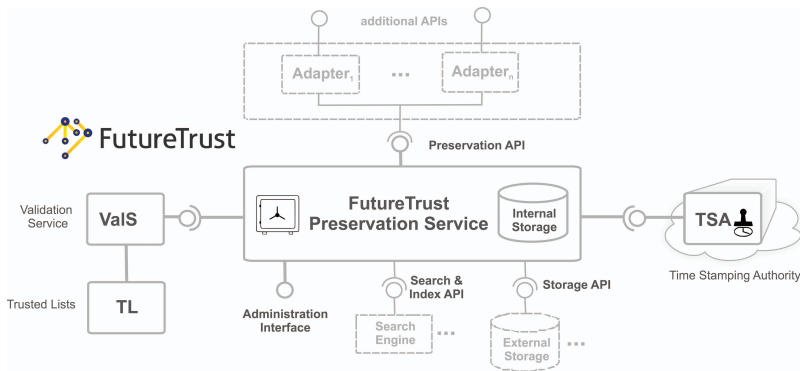 additional APIs
Adapter1
...
Adaptern
FutureTrust
Preservation API
FutureTrust
Preservation Service
Internal
Storage
Validation
Service
ValS
TSA
Time Stamping Authority
Trusted Lists
TL
Administration
Interface
Search &
Index API
Storage API
Search
Engine
...
External
Storage
...